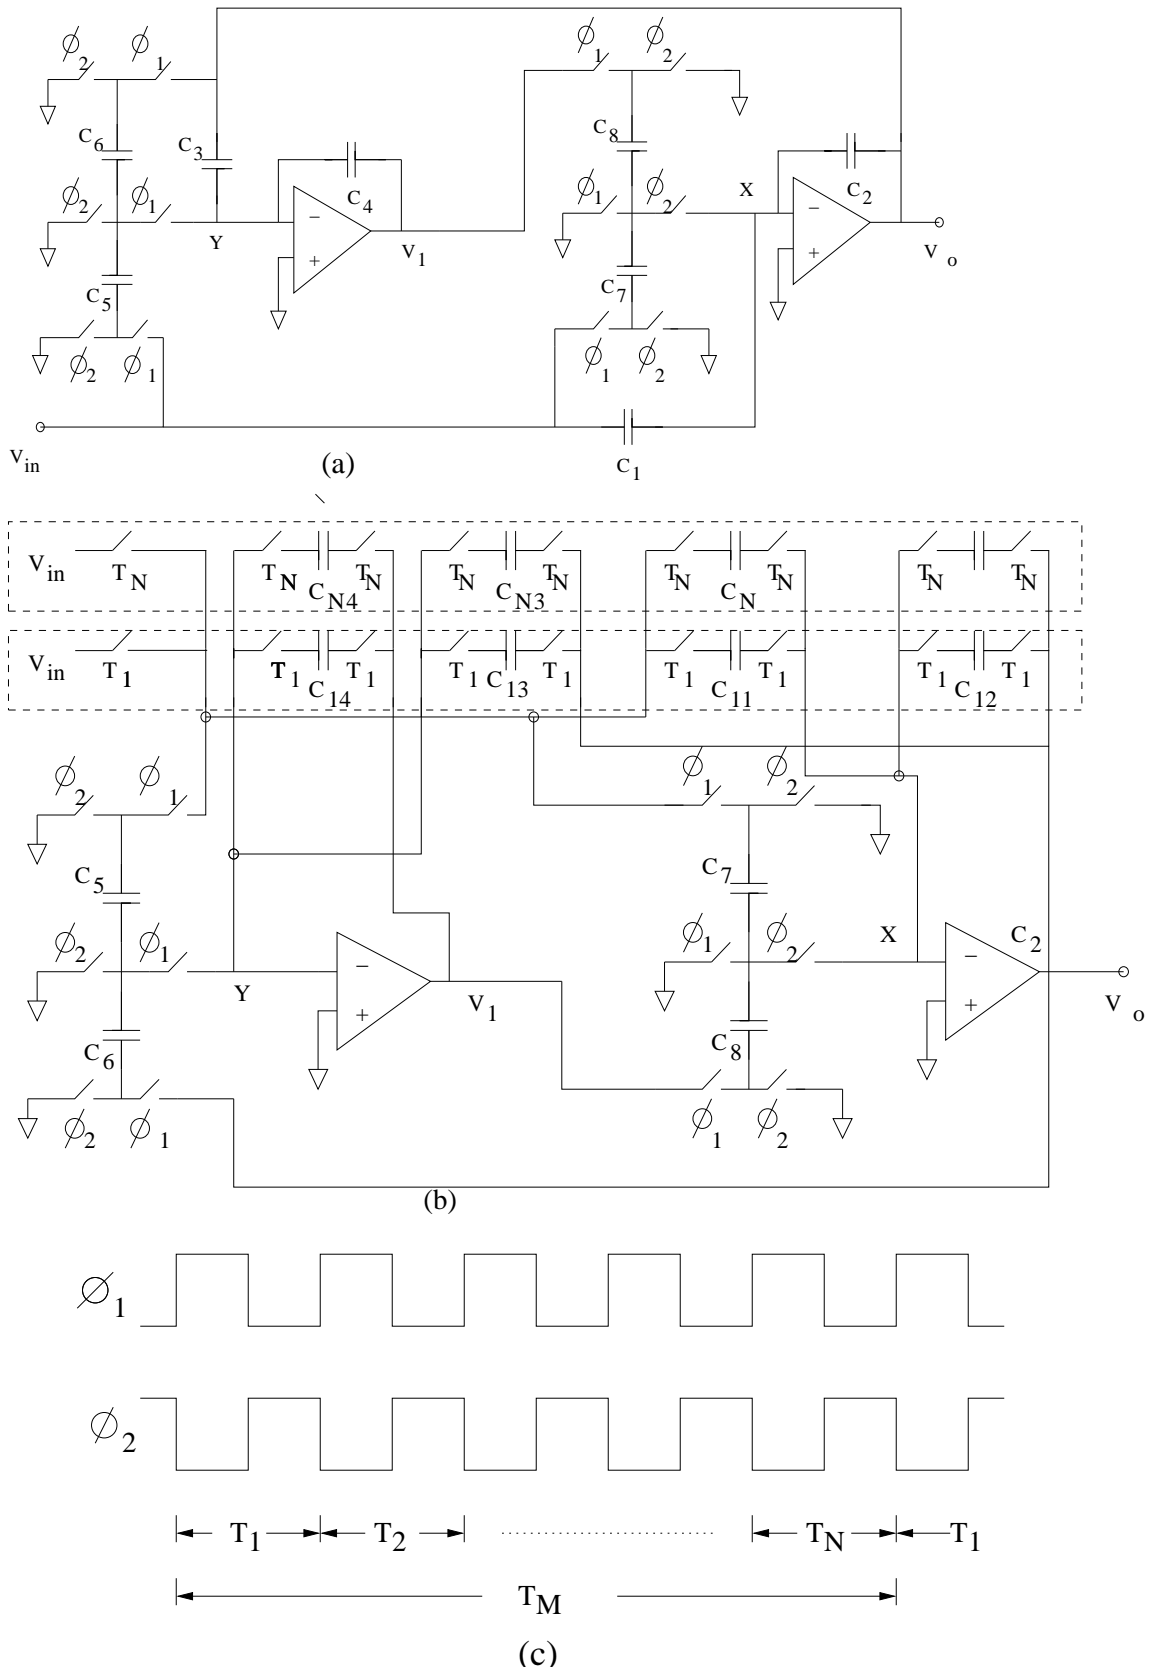 ϕ2 ϕ1 ϕ1 ϕ2
C6 C3 C8
ϕ2 ϕ1 C4 ϕ1 ϕ2 X C2
− −
Y V1 Vo
+ +
C5 C7
ϕ2 ϕ1 ϕ1 ϕ2
Vin (a) C1
Vin TN TN TN TN TN TN TN TN TN
CN4 CN3 CN
Vin T1 T1 T1 T1 T1 T1 T1 T1 T1
C14 C13 C11 C12
ϕ2 ϕ1 ϕ1 ϕ2
C5 C7
ϕ2 ϕ1 ϕ1 ϕ2 X C2
− −
Y V1 Vo
+ +
C6 C8
ϕ2 ϕ1 ϕ1 ϕ2
(b)
ϕ1
ϕ2
T1 T2 TN T1
TM
(c)